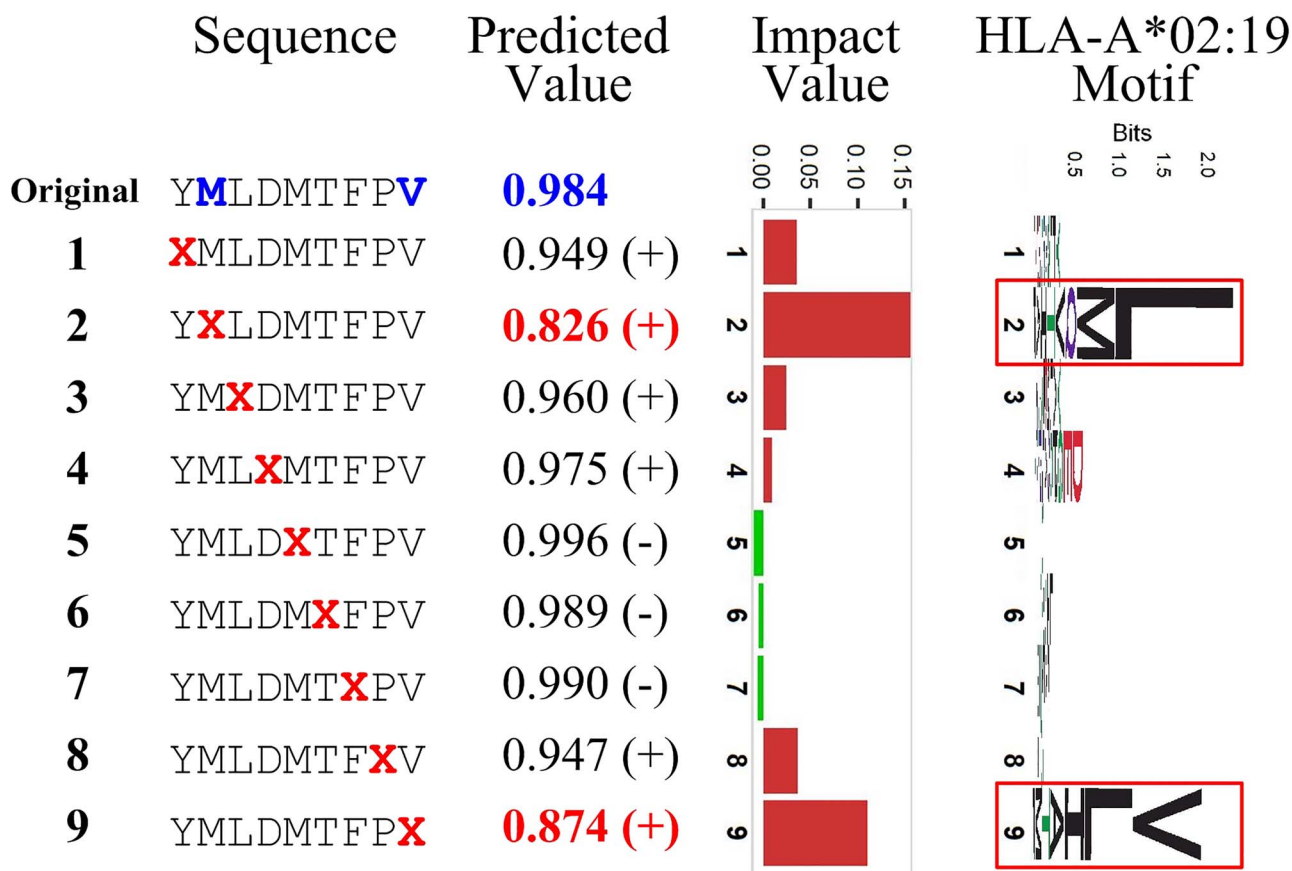 Sequence Predicted Value Impact Value HLA-A*02:19 Motif
Bits
0.00 0.05 0.10 0.15
0.5 1.0 1.5 2.0
Original YMLDMTFPV 0.984
1 XMLDMTFPV 0.949 (+) 1 1
2 YXLDMTFPV 0.826 (+) 2 2 QML
3 YMXDMTFPV 0.960 (+) 3 3
4 YMLXMTFPV 0.975 (+) 4 4 ED
5 YMLDXTFPV 0.996 (-) 5 5
6 YMLDMXFPV 0.989 (-) 6 6
7 YMLDMTXPV 0.990 (-) 7 7
8 YMLDMTFXV 0.947 (+) 8 8
9 YMLDMTFPX 0.874 (+) 9 9 AILV